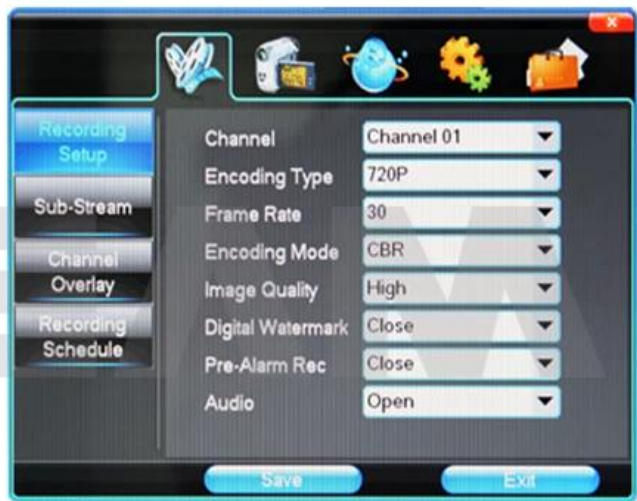 Recording
Setup
Sub-Stream
Channel
Overlay
Recording
Schedule
Channel Channel 01
Encoding Type 720P
Frame Rate 30
Encoding Mode CBR
Image Quality High
Digital Watermark Close
Pre-Alarm Rec Close
Audio Open
Save Exit